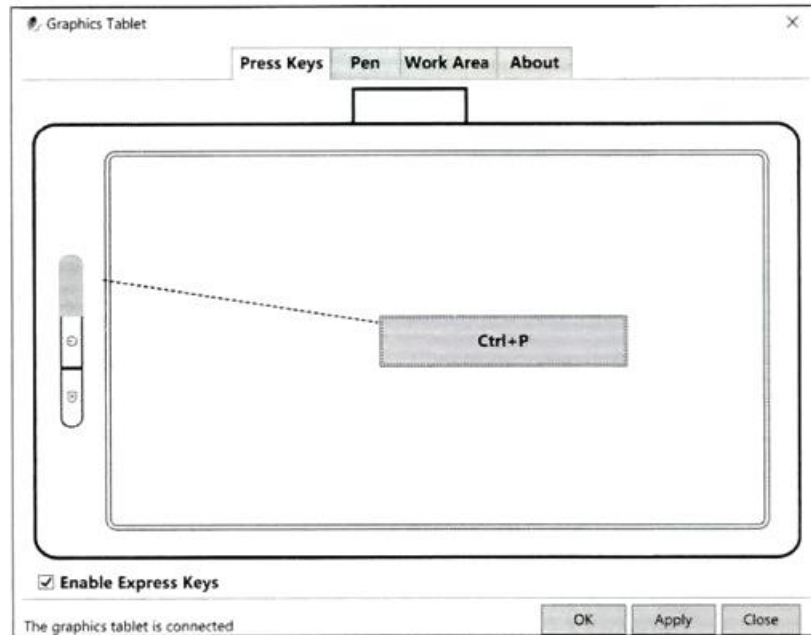 Graphics Tablet
Press Keys Pen Work Area About
Ctrl+P
Enable Express Keys
The graphics tablet is connected
OK Apply Close